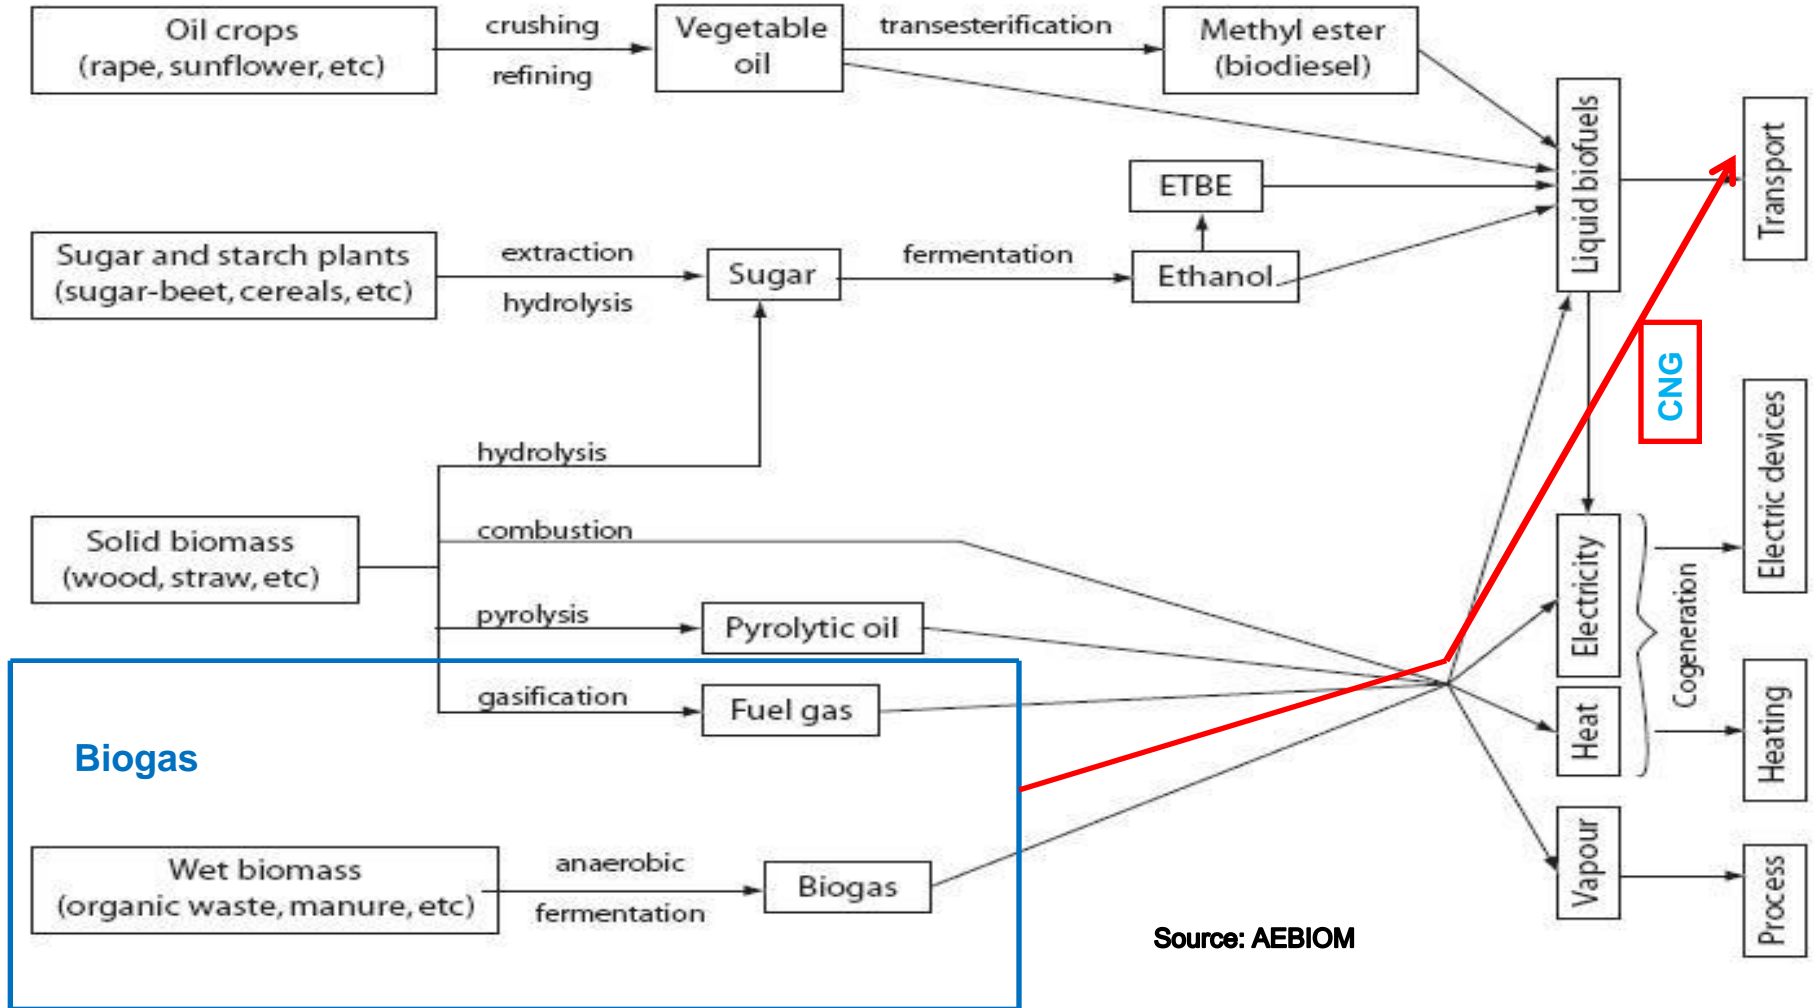 Oil crops
(rape, sunflower, etc)
crushing
refining
Vegetable
oil
transesterification
Methyl ester
(biodiesel)
Liquid biofuels
Transport
ETBE
Sugar and starch plants
(sugar-beet, cereals, etc)
extraction
hydrolysis
Sugar
fermentation
Ethanol
CNG
hydrolysis
combustion
Solid biomass
(wood, straw, etc)
pyrolysis
Pyrolytic oil
gasification
Fuel gas
Electricity
Heat
Cogeneration
Electric devices
Heating
Biogas
Wet biomass
(organic waste, manure, etc)
anaerobic
fermentation
Biogas
Vapour
Process
Source: AEBIOM